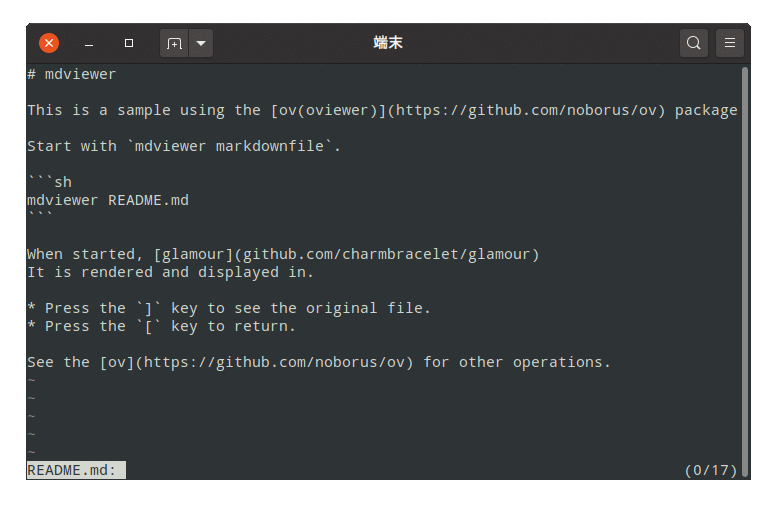 端末
# mdviewer
This is a sample using the [ov(oviewer)](https://github.com/noborus/ov) package
Start with `mdviewer markdownfile`.
```sh
mdviewer README.md
```
When started, [glamour](github.com/charmbracelet/glamour)
It is rendered and displayed in.
* Press the `]` key to see the original file.
* Press the `[` key to return.
See the [ov](https://github.com/noborus/ov) for other operations.
~
~
~
~
~
README.md: (0/17)